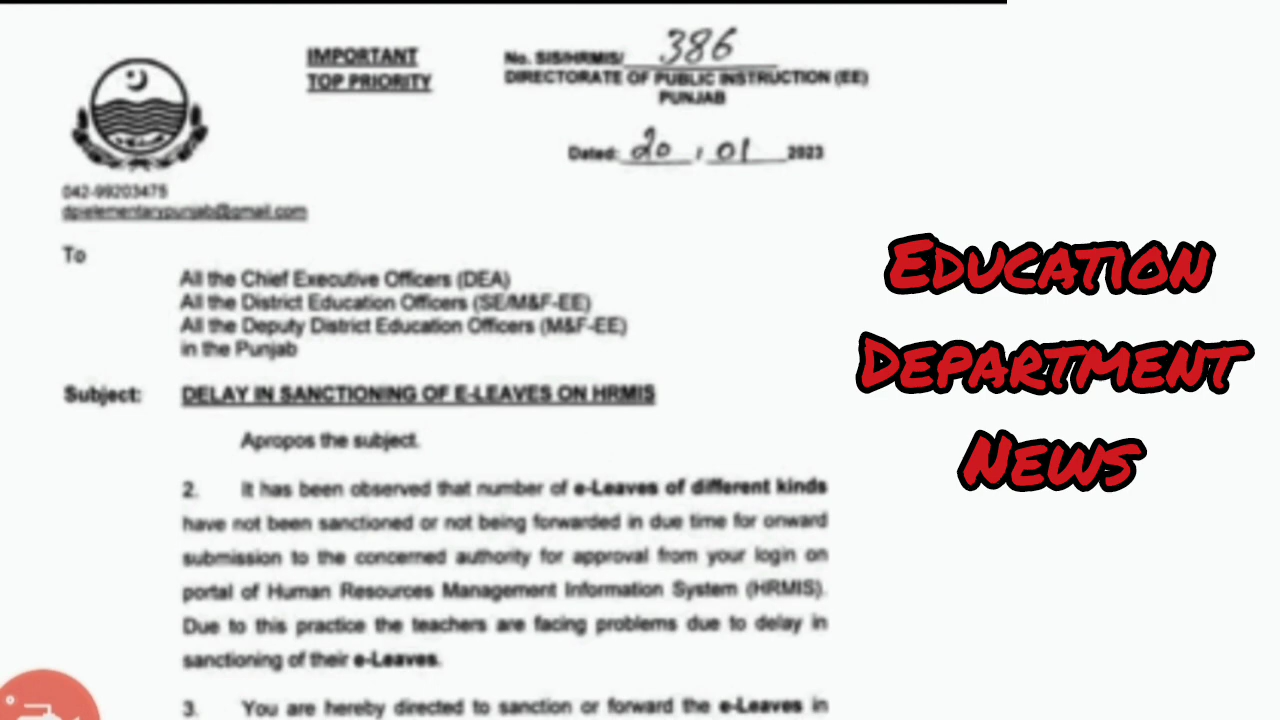 IMPORTANT
TOP PRIORITY
No. SIS/HRMIS/ 386
DIRECTORATE OF PUBLIC INSTRUCTION (EE)
PUNJAB
Dated: 20 / 01 2023
042-99203475
dpielementarypunjab@gmail.com
To
All the Chief Executive Officers (DEA)
All the District Education Officers (SE/M&F-EE)
All the Deputy District Education Officers (M&F-EE)
in the Punjab
Subject: DELAY IN SANCTIONING OF E-LEAVES ON HRMIS
Apropos the subject.
2. It has been observed that number of e-Leaves of different kinds
have not been sanctioned or not being forwarded in due time for onward
submission to the concerned authority for approval from your login on
portal of Human Resources Management Information System (HRMIS).
Due to this practice the teachers are facing problems due to delay in
sanctioning of their e-Leaves.
3. You are hereby directed to sanction or forward the e-Leaves in
EDUCATION
DEPARTMENT
NEWS